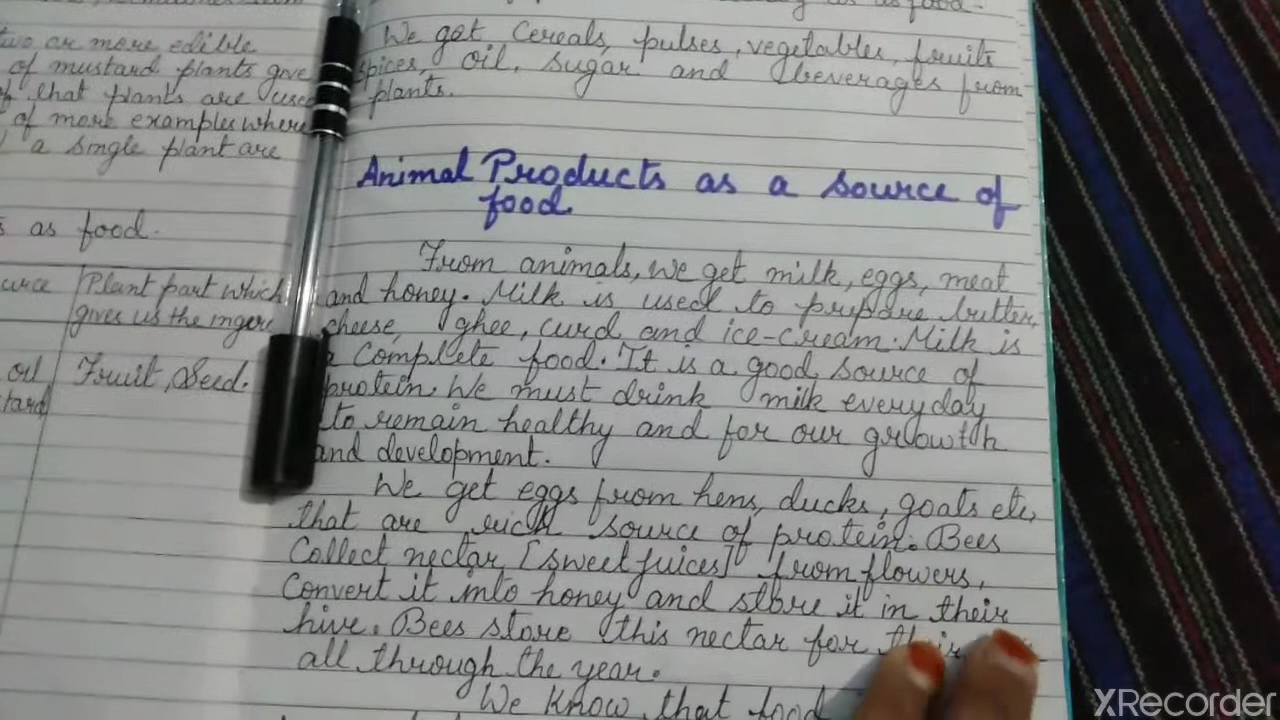 two or more edible
of mustard plants give
that plants are used
of more examples where
a single plant are
as food.
Plant part which
gives us the
oil Fruit, Seed.
as food.
We get Cereals, pulses, vegetables, fruits
spices, oil, sugar and beverages from
plants.
Animal Products as a source of
food
From animals, we get milk, eggs, meat
and honey. Milk is used to prepare butter,
cheese, ghee, curd and ice-cream. Milk is
a Complete food. It is a good source of
protein. We must drink milk everyday
to remain healthy and for our growth
and development.
We get eggs from hens, ducks, goats etc,
that are rich source of protein. Bees
Collect nectar [sweet juices] from flowers,
Convert it into honey and store it in their
hive. Bees store this nectar for their
all through the year.
We know that food
XRecorder